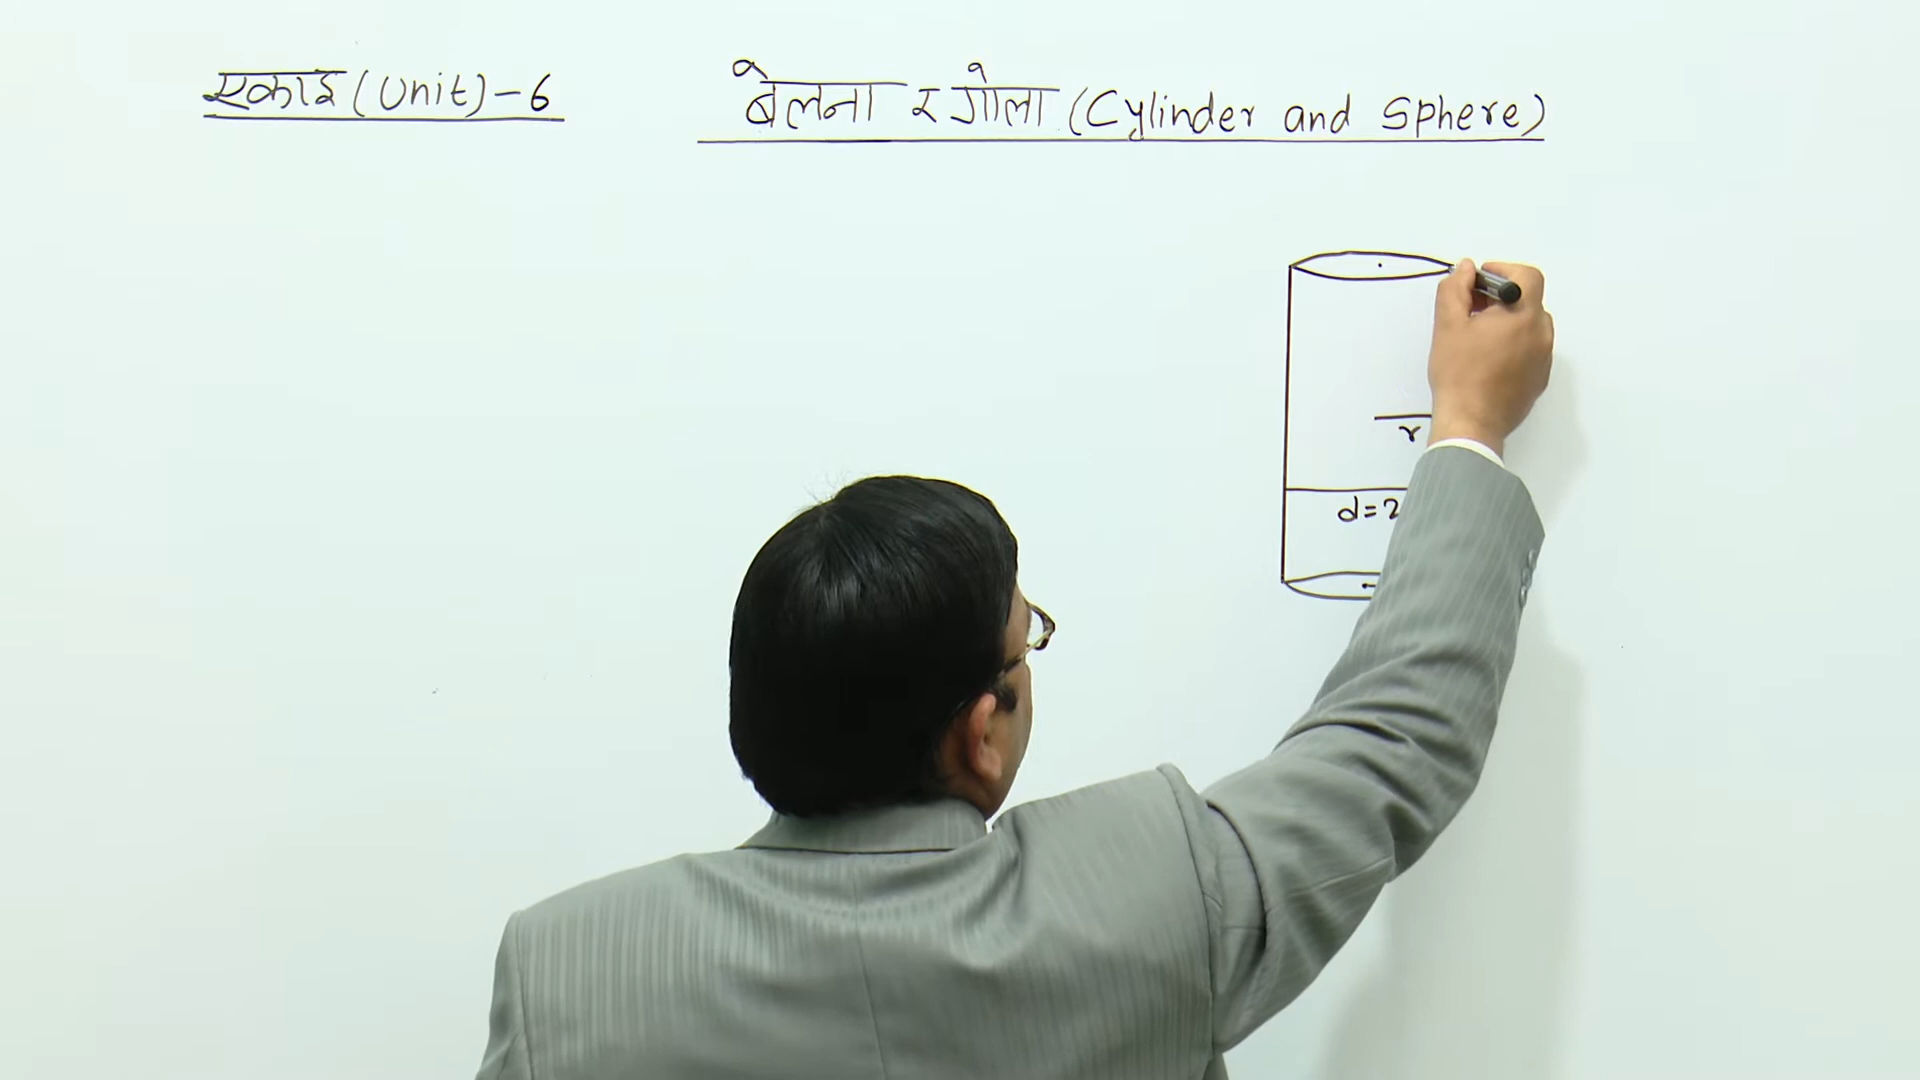 एकाइ (Unit) - 6
बेलना र गोला (Cylinder and Sphere)
r
d=2